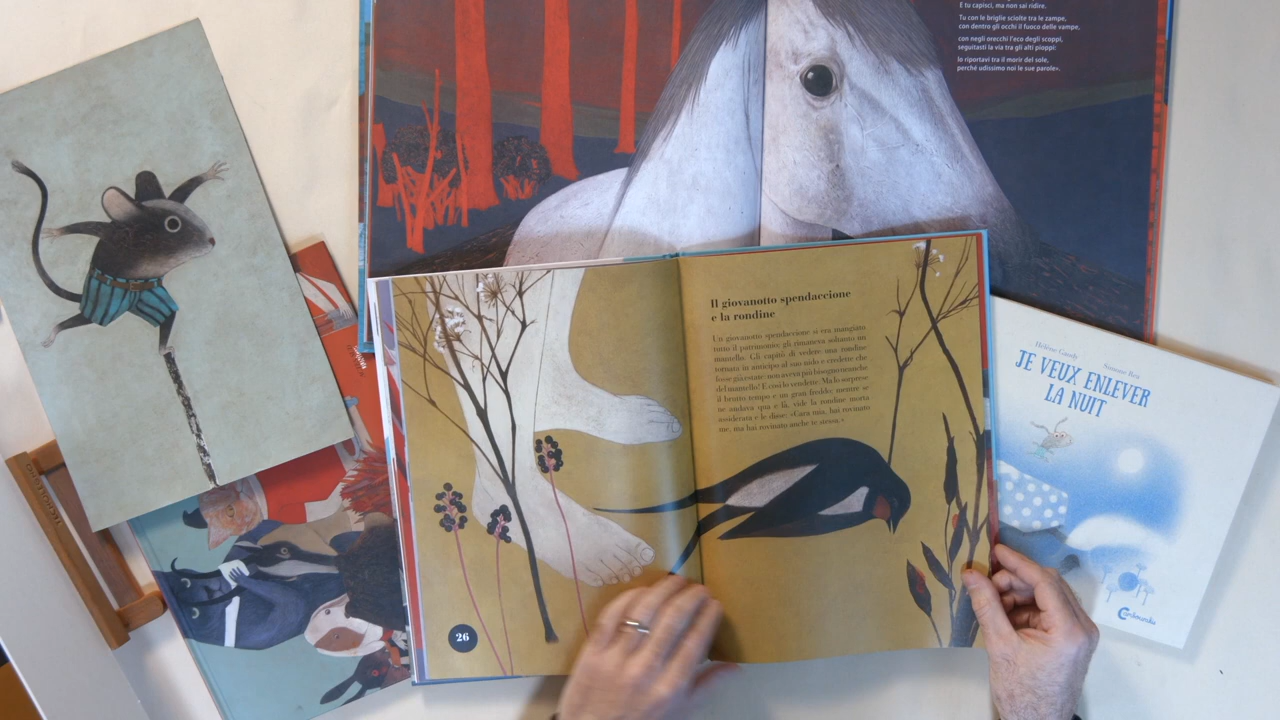 E tu capisci, ma non sai ridire.
Tu con le briglie sciolte tra le zampe,
con dentro gli occhi il fuoco delle vampe,
con negli orecchi l'eco degli scoppi,
seguitasti la via tra gli alti pioppi:
lo riportavi tra il morir del sole,
perché udissimo noi le sue parole».
Il giovanotto spendaccione
e la rondine
Un giovanotto spendaccione si era mangiato
tutto il patrimonio; gli rimaneva soltanto un
mantello. Gli capitò di vedere una rondine
tornata in anticipo al suo nido e credette che
fosse già estate: non aveva più bisogno neanche
del mantello! E così lo vendette. Ma lo sorprese
il brutto tempo e un gran freddo; mentre se
ne andava qua e là, vide la rondine morta
assiderata e le disse: «Cara mia, hai rovinato
me, ma hai rovinato anche te stessa.»
26
Simone Rea
JE VEUX ENLEVER
LA NUIT